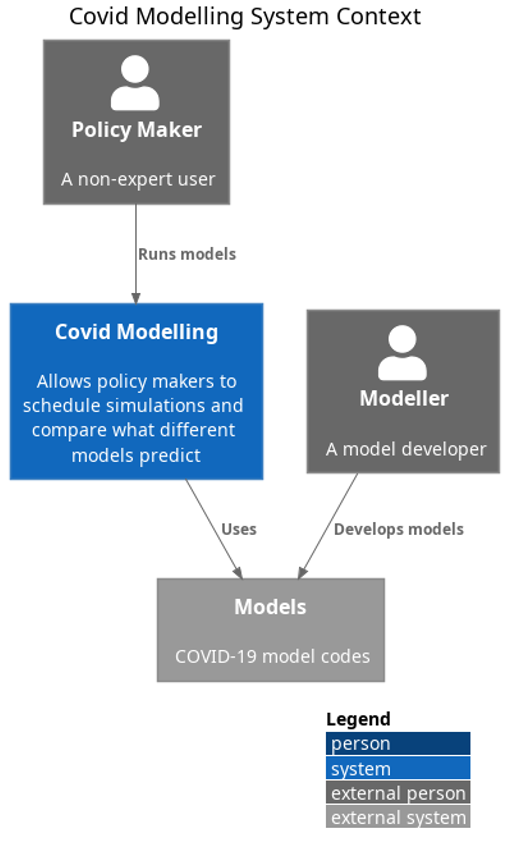 Covid Modelling System Context
Policy Maker
A non-expert user
Runs models
Covid Modelling
Allows policy makers to
schedule simulations and
compare what different
models predict
Modeller
A model developer
Uses
Develops models
Models
COVID-19 model codes
Legend
person
system
external person
external system